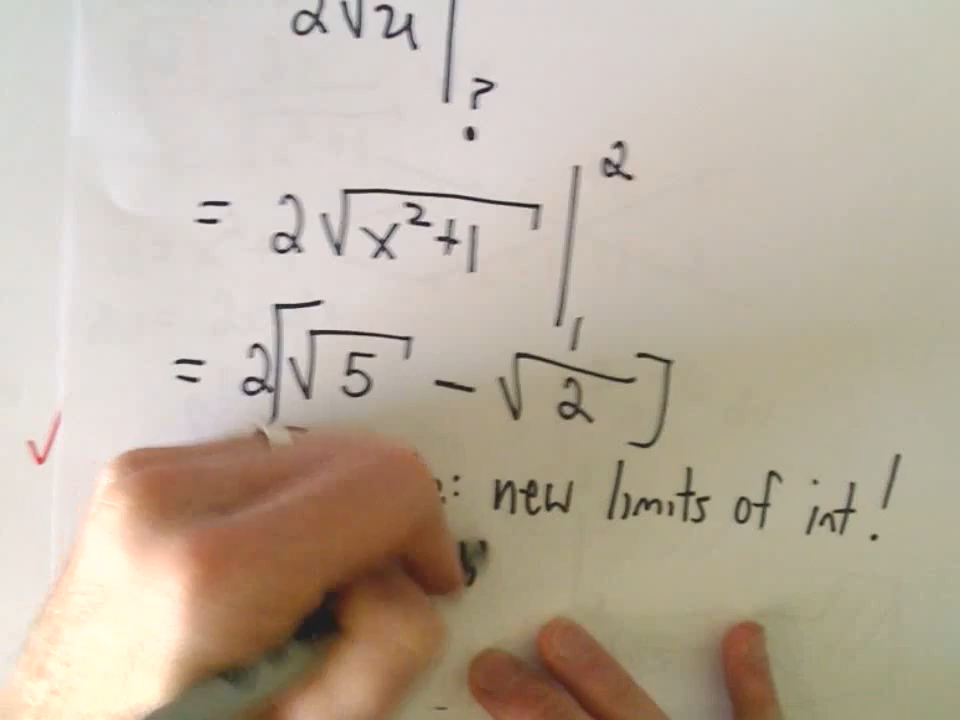 2√u |?
= 2√(x²+1) |₁²
= 2[√5 - √2]
: new limits of int!